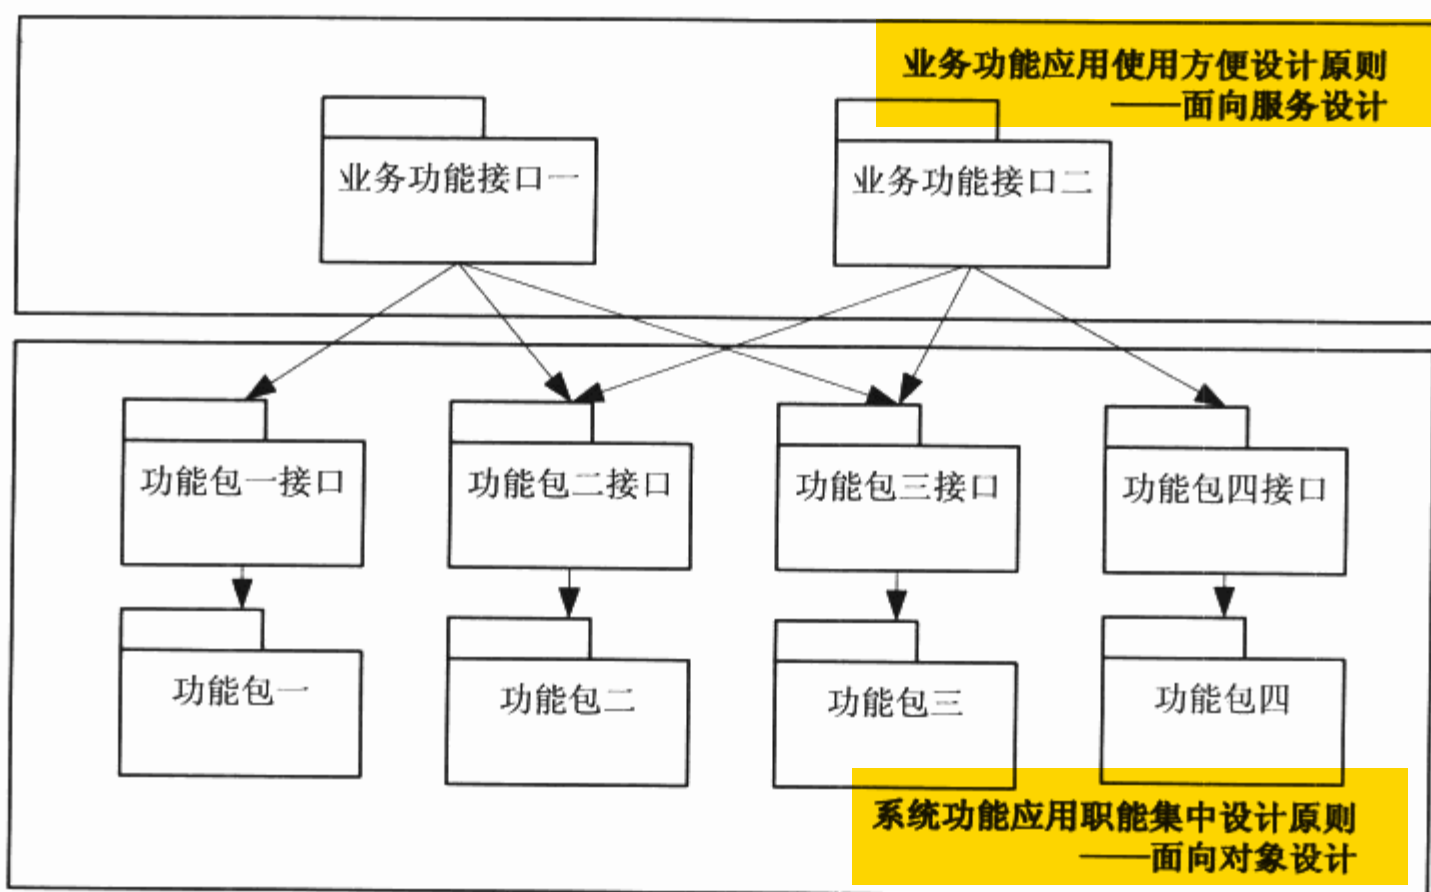 业务功能应用使用方便设计原则
——面向服务设计
业务功能接口一
业务功能接口二
功能包一接口
功能包二接口
功能包三接口
功能包四接口
功能包一
功能包二
功能包三
功能包四
系统功能应用职能集中设计原则
——面向对象设计